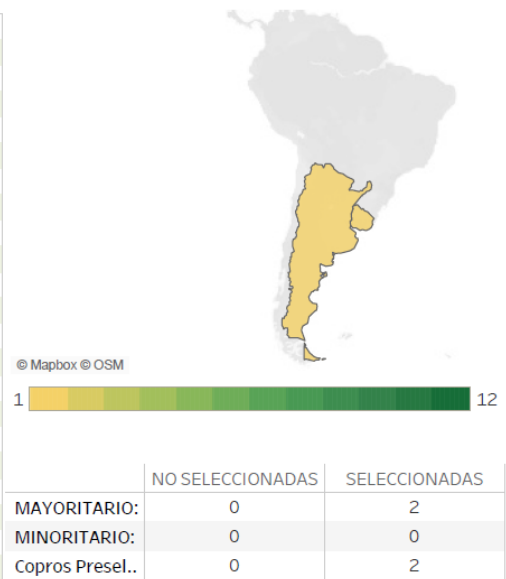 © Mapbox © OSM
1 12
NO SELECCIONADAS SELECCIONADAS
MAYORITARIO: 0 2
MINORITARIO: 0 0
Copros Presel.. 0 2